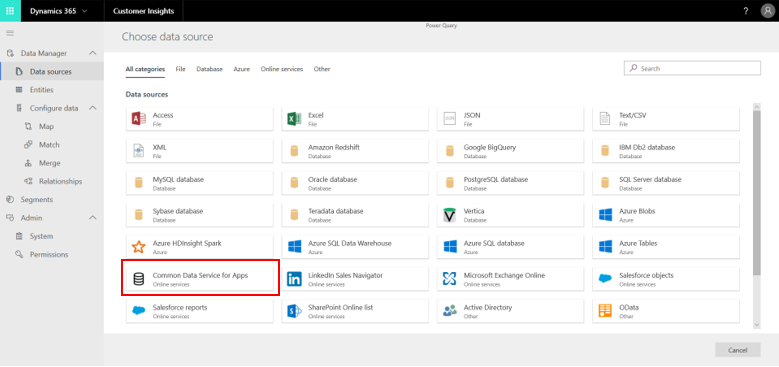 Dynamics 365
Customer Insights
?
Power Query
Choose data source
Data Manager
Data sources
Entities
Configure data
Map
Match
Merge
Relationships
Segments
Admin
System
Permissions
All categories File Database Azure Online services Other
Search
Data sources
Access
File
Excel
File
JSON
File
Text/CSV
File
XML
File
Amazon Redshift
Database
Google BigQuery
Database
IBM Db2 database
Database
MySQL database
Database
Oracle database
Database
PostgreSQL database
Database
SQL Server database
Database
Sybase database
Database
Teradata database
Database
Vertica
Database
Azure Blobs
Azure
Azure HDInsight Spark
Azure
Azure SQL Data Warehouse
Azure
Azure SQL database
Azure
Azure Tables
Azure
Common Data Service for Apps
Online services
LinkedIn Sales Navigator
Online services
Microsoft Exchange Online
Online services
Salesforce objects
Online services
Salesforce reports
Online services
SharePoint Online list
Online services
Active Directory
Other
OData
Other
Cancel